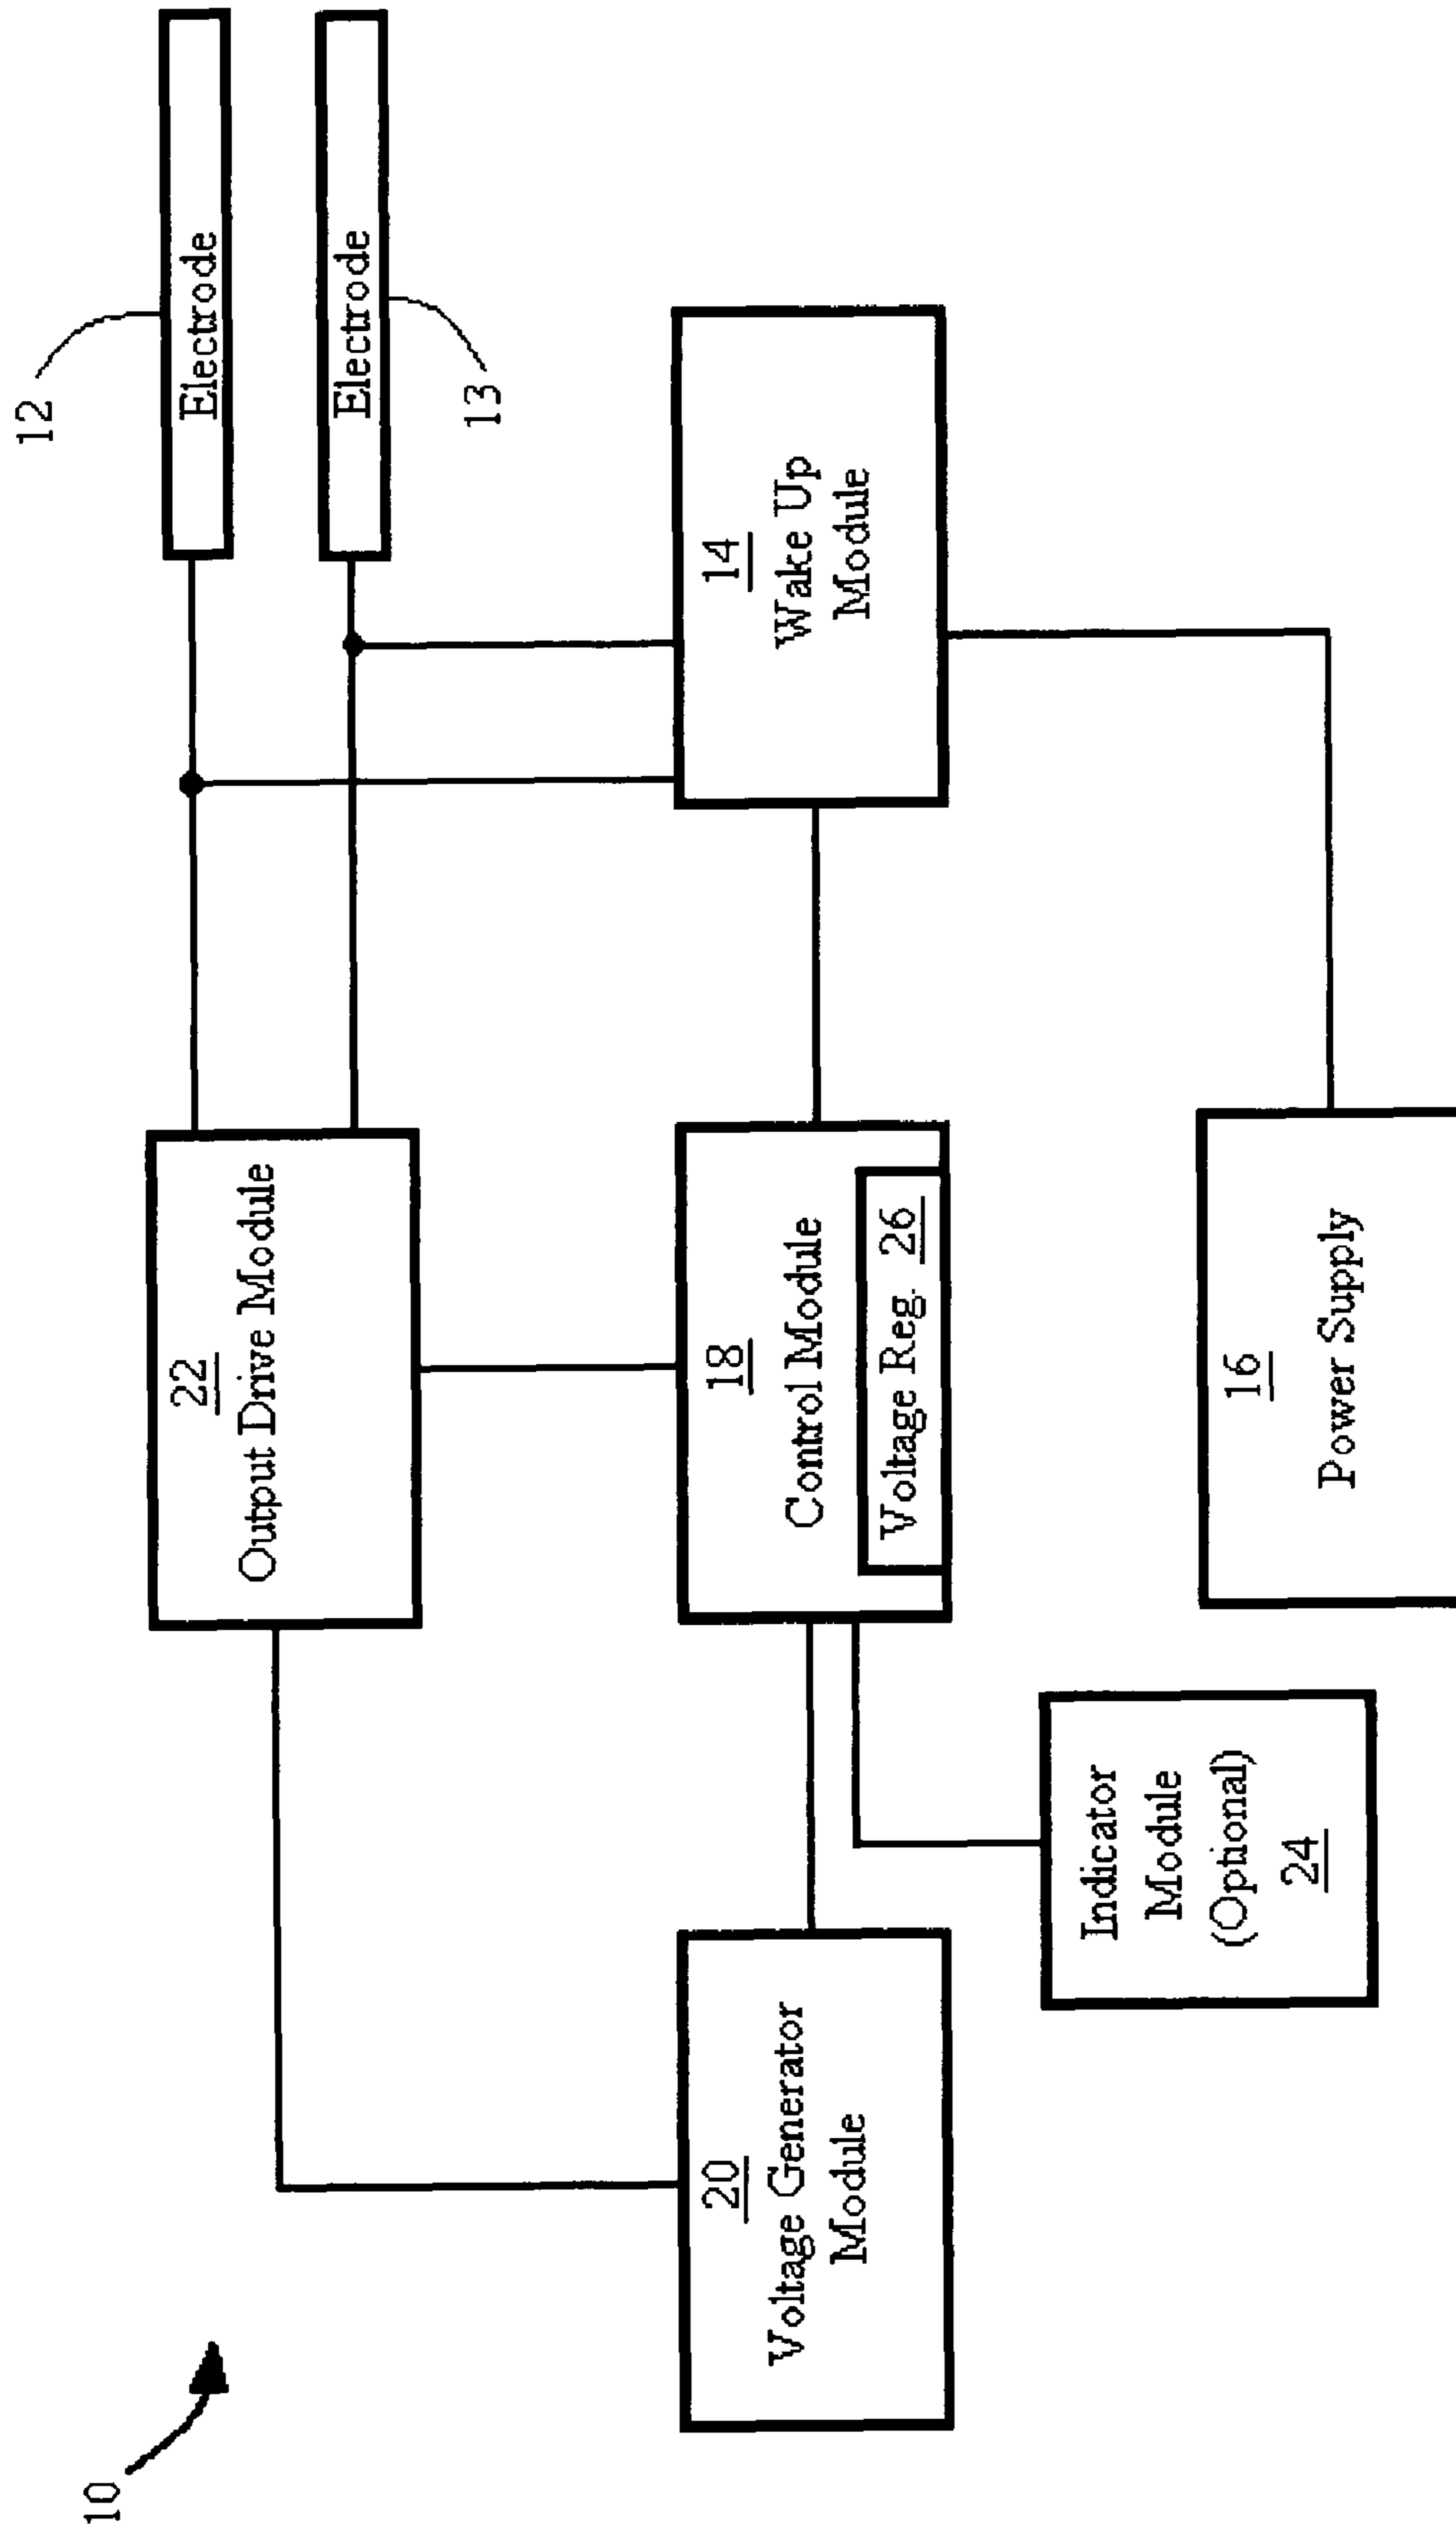 10
22
Output Drive Module
12
Electrode
Electrode
13
20
Voltage Generator
Module
18
Control Module
Voltage Reg. 26
14
Wake Up
Module
Indicator
Module
(Optional)
24
16
Power Supply